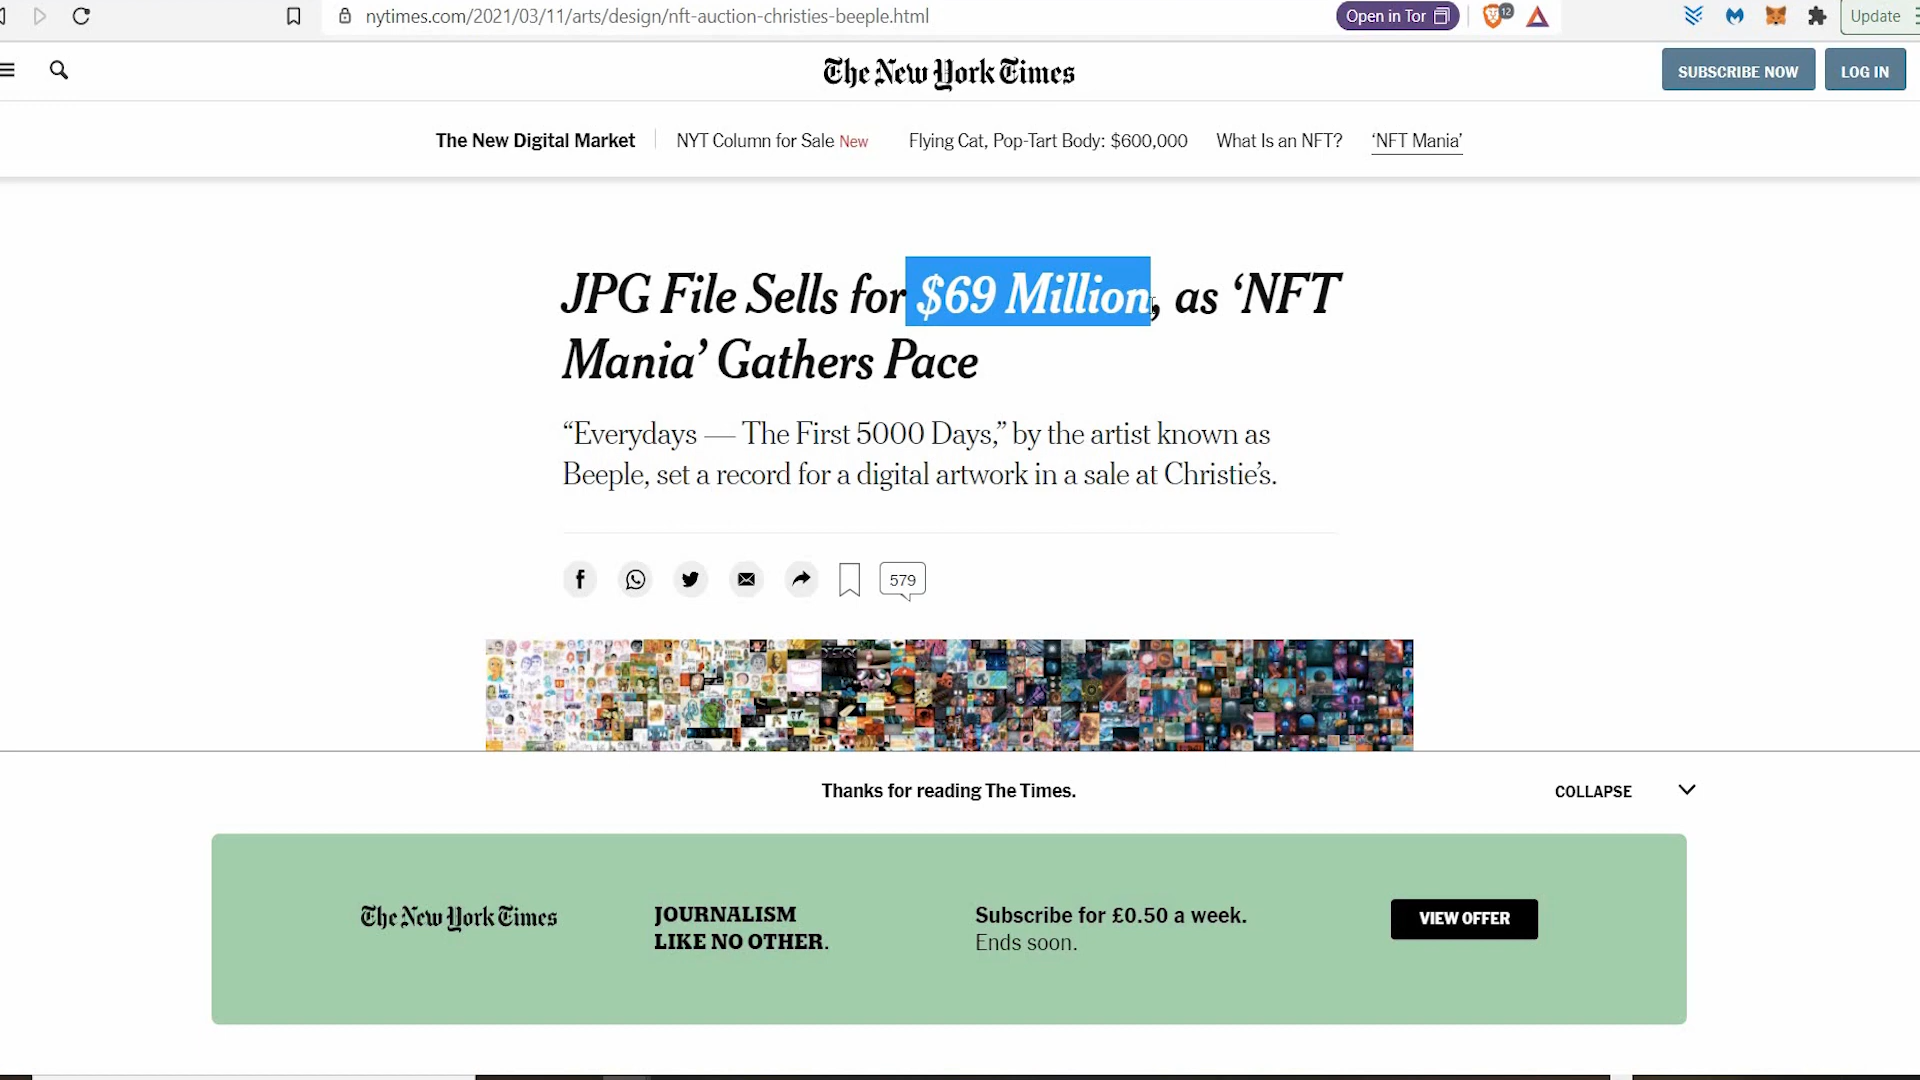 nytimes.com/2021/03/11/arts/design/nft-auction-christies-beeple.html
Open in Tor
12
Update
The New York Times
SUBSCRIBE NOW
LOG IN
The New Digital Market
NYT Column for Sale New
Flying Cat, Pop-Tart Body: $600,000
What Is an NFT?
‘NFT Mania’
JPG File Sells for $69 Million, as ‘NFT
Mania’ Gathers Pace
“Everydays — The First 5000 Days,” by the artist known as
Beeple, set a record for a digital artwork in a sale at Christie’s.
579
Thanks for reading The Times.
COLLAPSE
The New York Times
JOURNALISM
LIKE NO OTHER.
Subscribe for £0.50 a week.
Ends soon.
VIEW OFFER